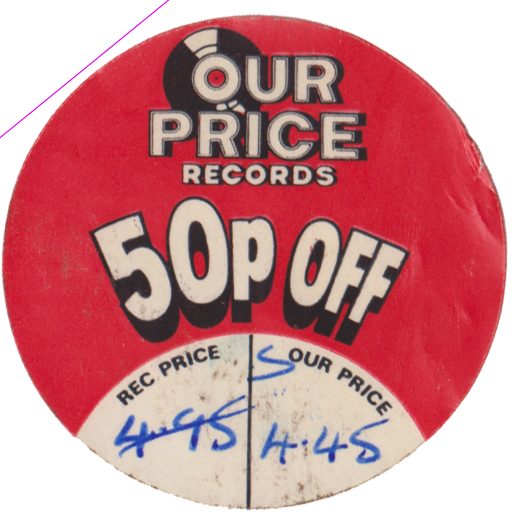 OUR
PRICE
RECORDS
50p OFF
REC PRICE
OUR PRICE
S
4.95
4.45